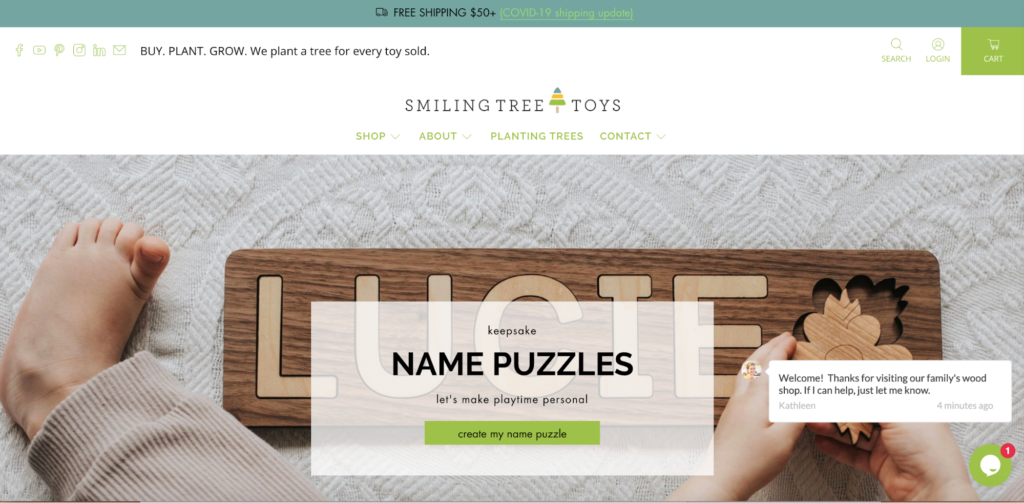 FREE SHIPPING $50+ (COVID-19 shipping update)
BUY. PLANT. GROW. We plant a tree for every toy sold.
SEARCH
LOGIN
CART
SMILING TREE TOYS
SHOP
ABOUT
PLANTING TREES
CONTACT
LUCIE
keepsake
NAME PUZZLES
let's make playtime personal
create my name puzzle
Welcome! Thanks for visiting our family's wood
shop. If I can help, just let me know.
Kathleen
4 minutes ago
1